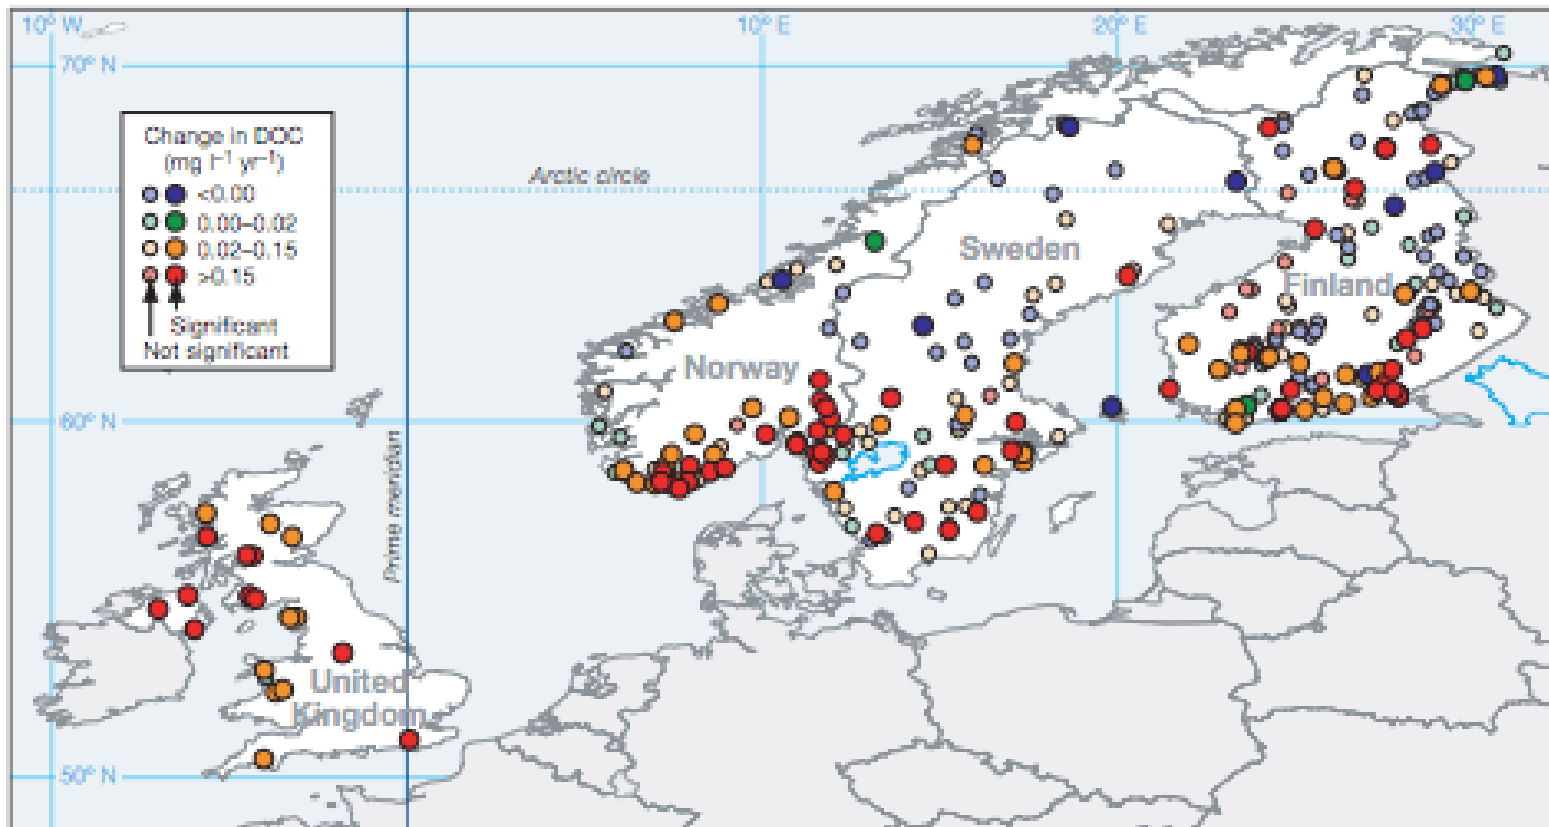 10° W
10° E
20° E
30° E
70° N
Change in DOC
(mg l⁻¹ yr⁻¹)
<0.00
0.00–0.02
0.02–0.15
>0.15
Significant
Not significant
Arctic circle
Sweden
Finland
Norway
60° N
Prime meridian
United
Kingdom
50° N